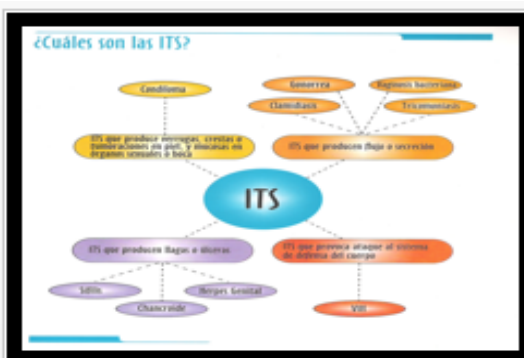 ¿Cuáles son las ITS?
Condiloma
Gonorrea
Vaginosis bacteriana
Clamidiasis
Tricomoniasis
ITS que produce verrugas, crestas o
tumoraciones en piel, y mucosas en
órganos sexuales o boca
ITS que producen flujo o secreción
ITS
ITS que producen llagas o úlceras
ITS que provoca ataque al sistema
de defensa del cuerpo
Sífilis
Herpes Genital
Chancroide
VIH